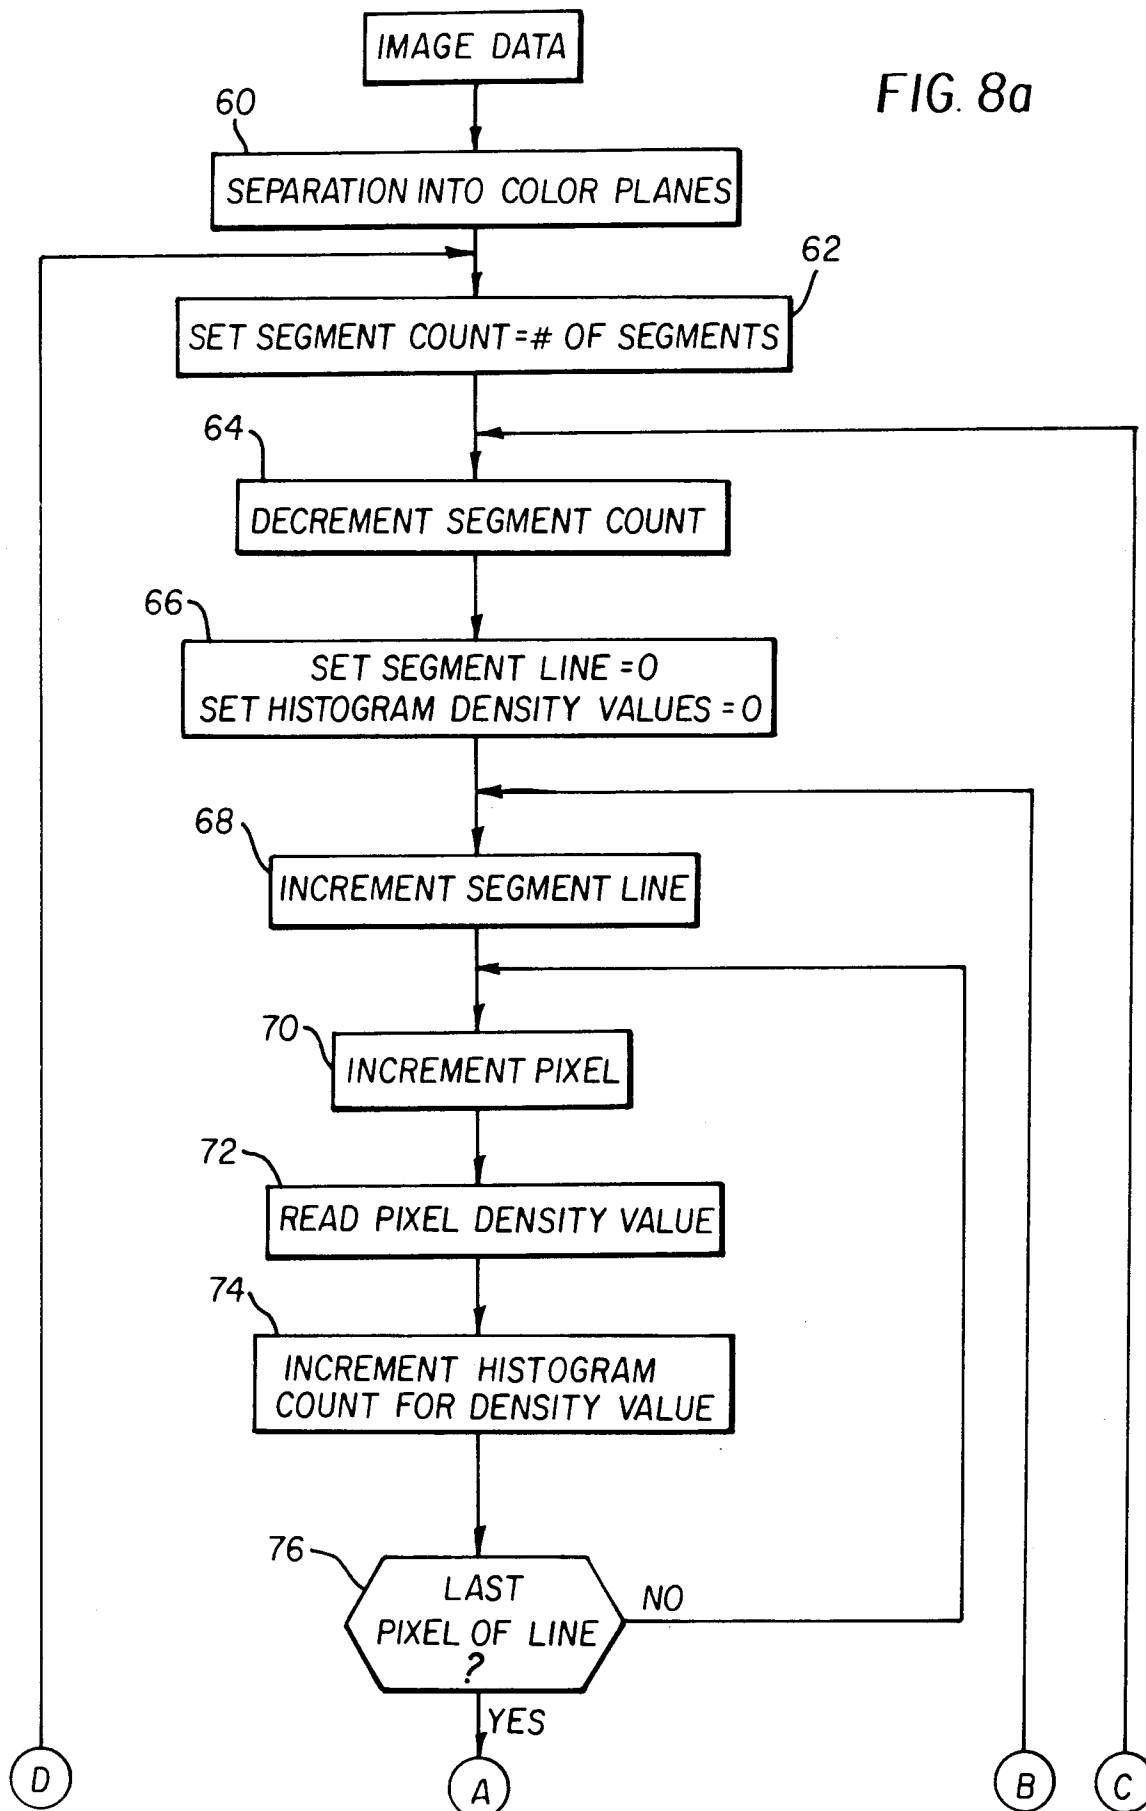 IMAGE DATA
FIG. 8a
60
SEPARATION INTO COLOR PLANES
62
SET SEGMENT COUNT = # OF SEGMENTS
64
DECREMENT SEGMENT COUNT
66
SET SEGMENT LINE = 0
SET HISTOGRAM DENSITY VALUES = 0
68
INCREMENT SEGMENT LINE
70
INCREMENT PIXEL
72
READ PIXEL DENSITY VALUE
74
INCREMENT HISTOGRAM
COUNT FOR DENSITY VALUE
76
LAST
PIXEL OF LINE
?
NO
YES
D
A
B
C